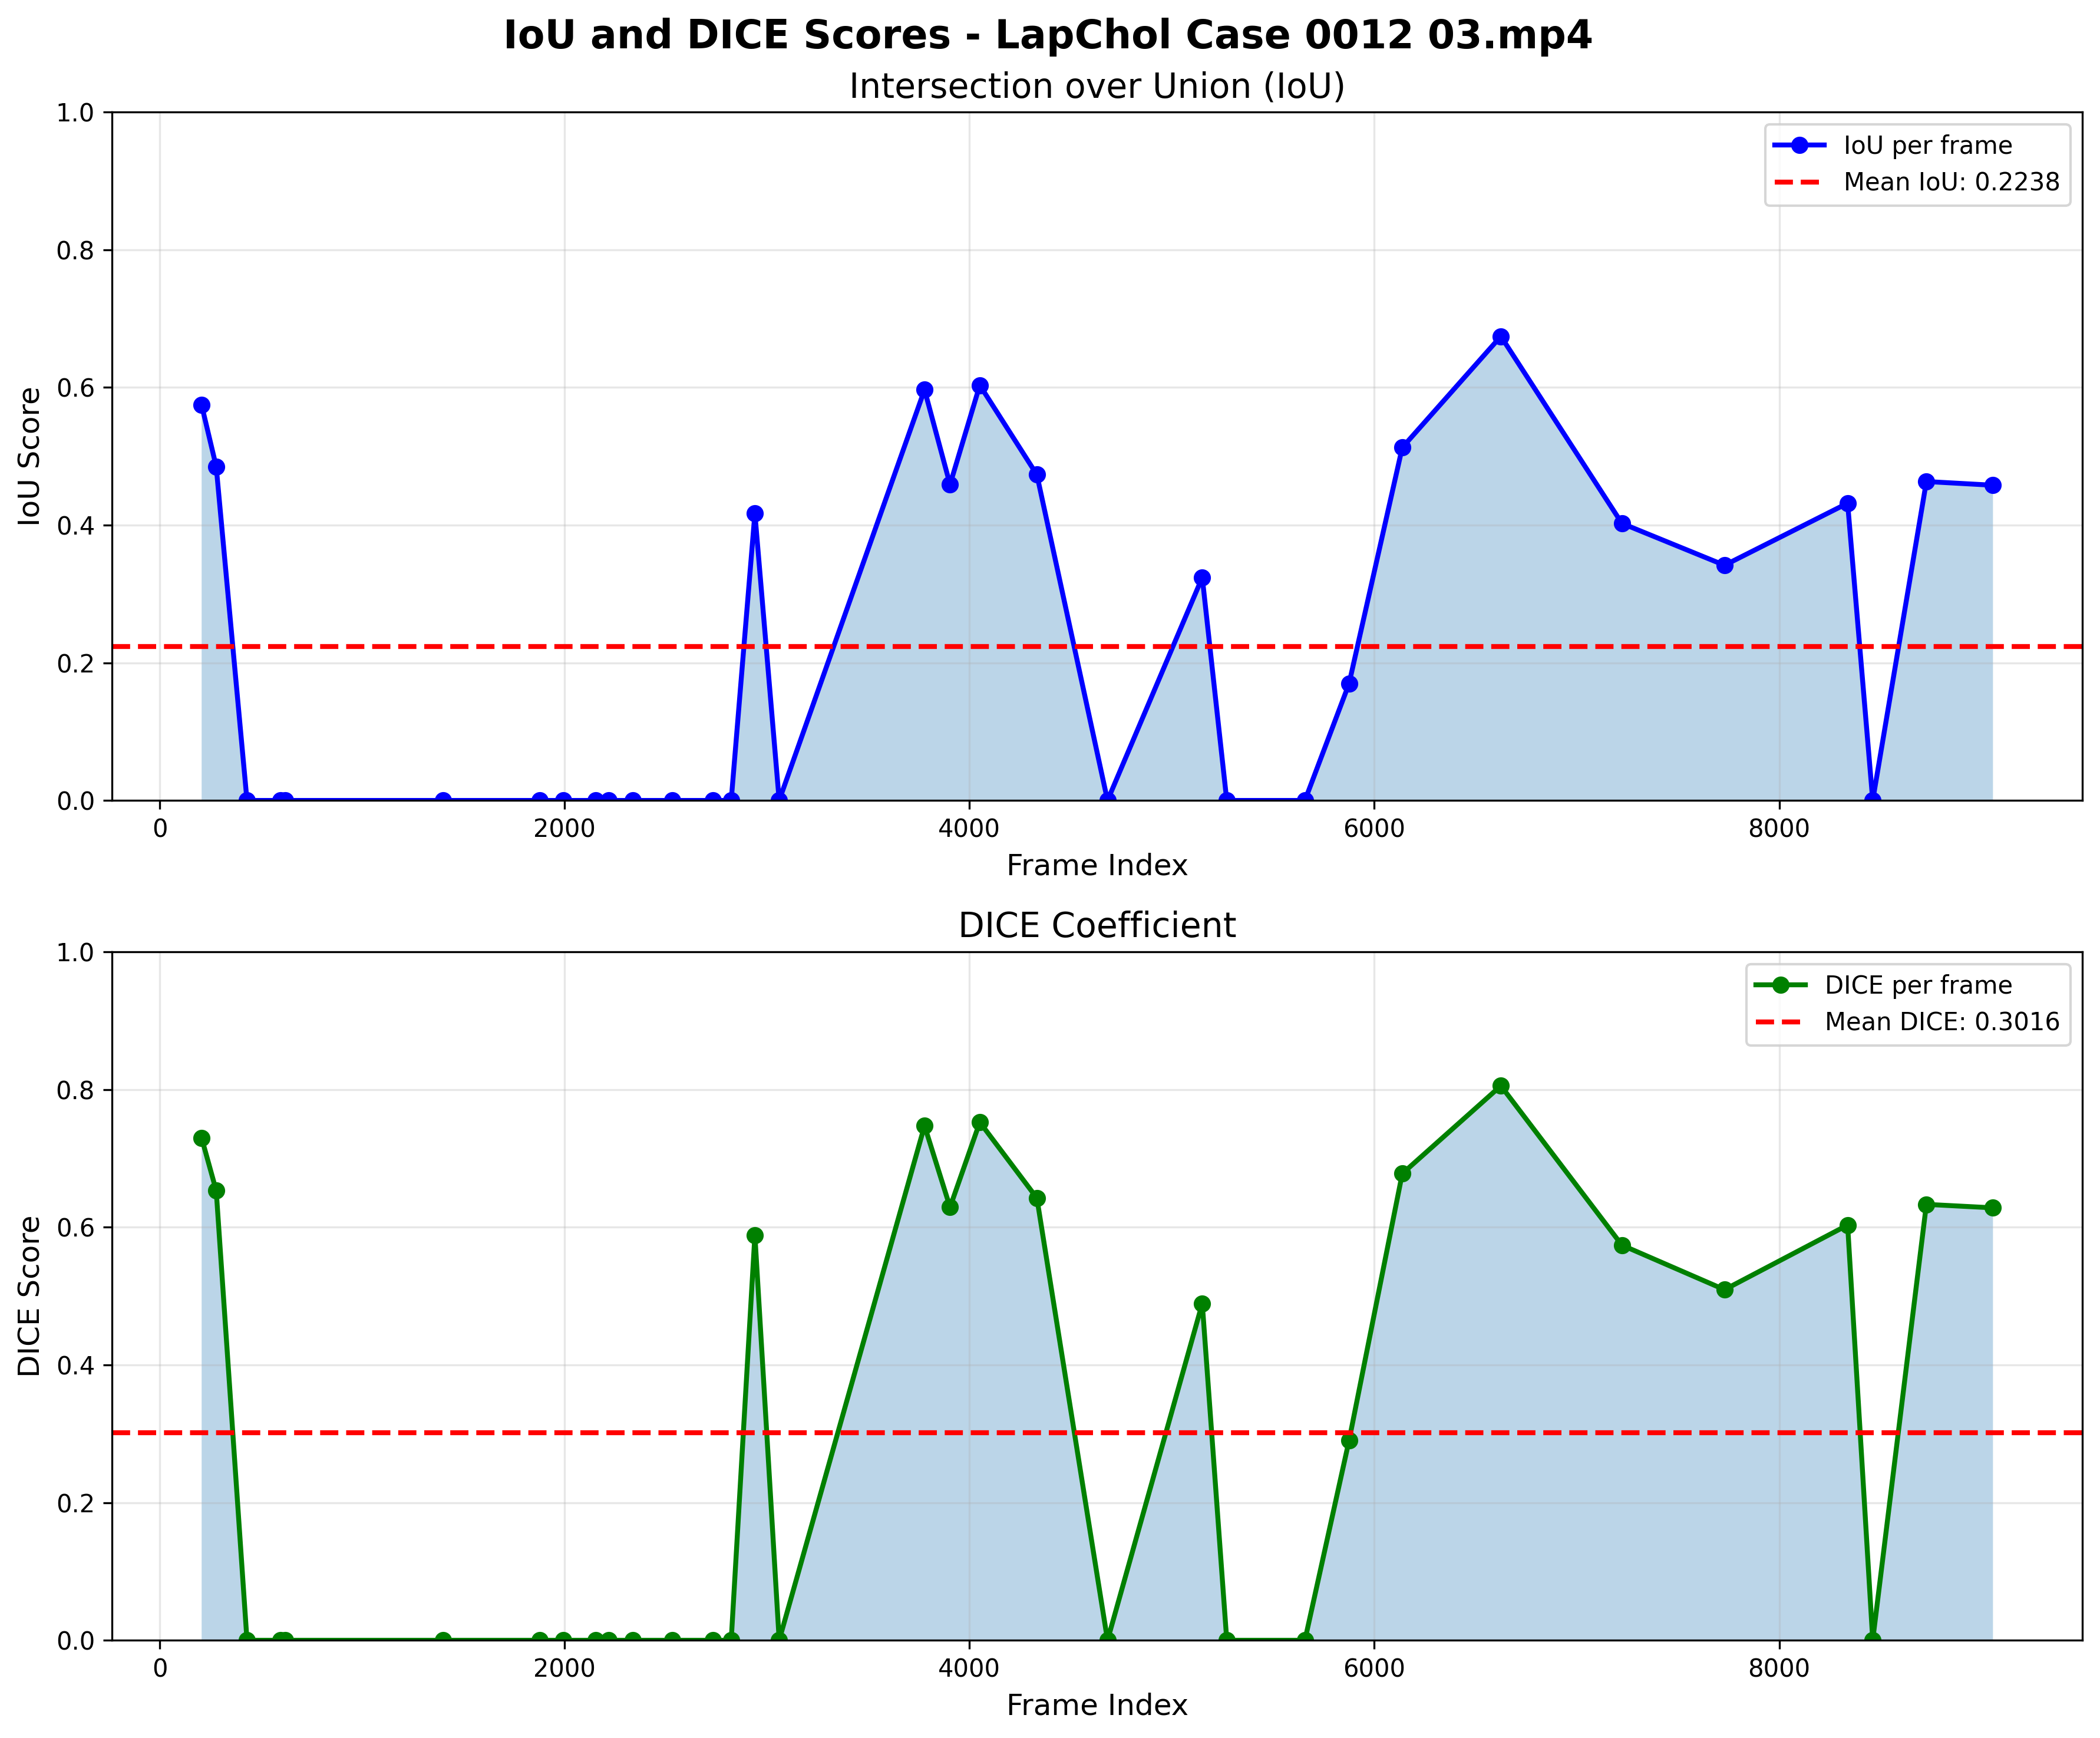 IoU and DICE Scores - LapChol Case 0012 03.mp4
Intersection over Union (IoU)
1.0
0.8
0.6
0.4
0.2
0.0
IoU Score
IoU per frame
Mean IoU: 0.2238
0 2000 4000 6000 8000
Frame Index
DICE Coefficient
1.0
0.8
0.6
0.4
0.2
0.0
DICE Score
DICE per frame
Mean DICE: 0.3016
0 2000 4000 6000 8000
Frame Index